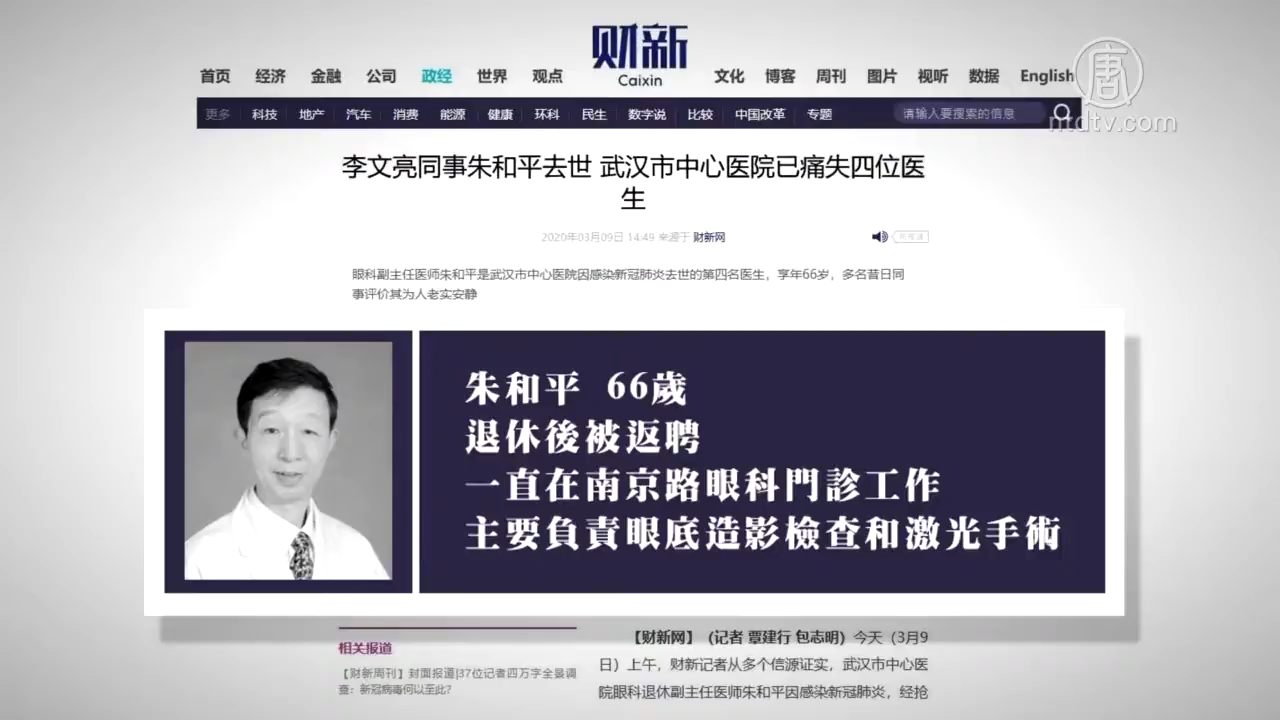 财新
Caixin
首页 经济 金融 公司 政经 世界 观点 文化 博客 周刊 图片 视听 数据 English
唐
ntdtv.com
更多 科技 地产 汽车 消费 能源 健康 环科 民生 数字说 比较 中国改革 专题 请输入要搜索的信息
李文亮同事朱和平去世 武汉市中心医院已痛失四位医
生
2020年03月09日 14:49 来源于 财新网
眼科副主任医师朱和平是武汉市中心医院因感染新冠肺炎去世的第四名医生,享年66岁,多名昔日同
事评价其为人老实安静
朱和平 66歲
退休後被返聘
一直在南京路眼科門診工作
主要負責眼底造影檢查和激光手術
相关报道
【财新周刊】封面报道|37位记者四万字全景调
查:新冠病毒何以至此?
【财新网】(记者 覃建行 包志明)今天(3月9
日)上午,财新记者从多个信源证实,武汉市中心医
院眼科退休副主任医师朱和平因感染新冠肺炎,经抢